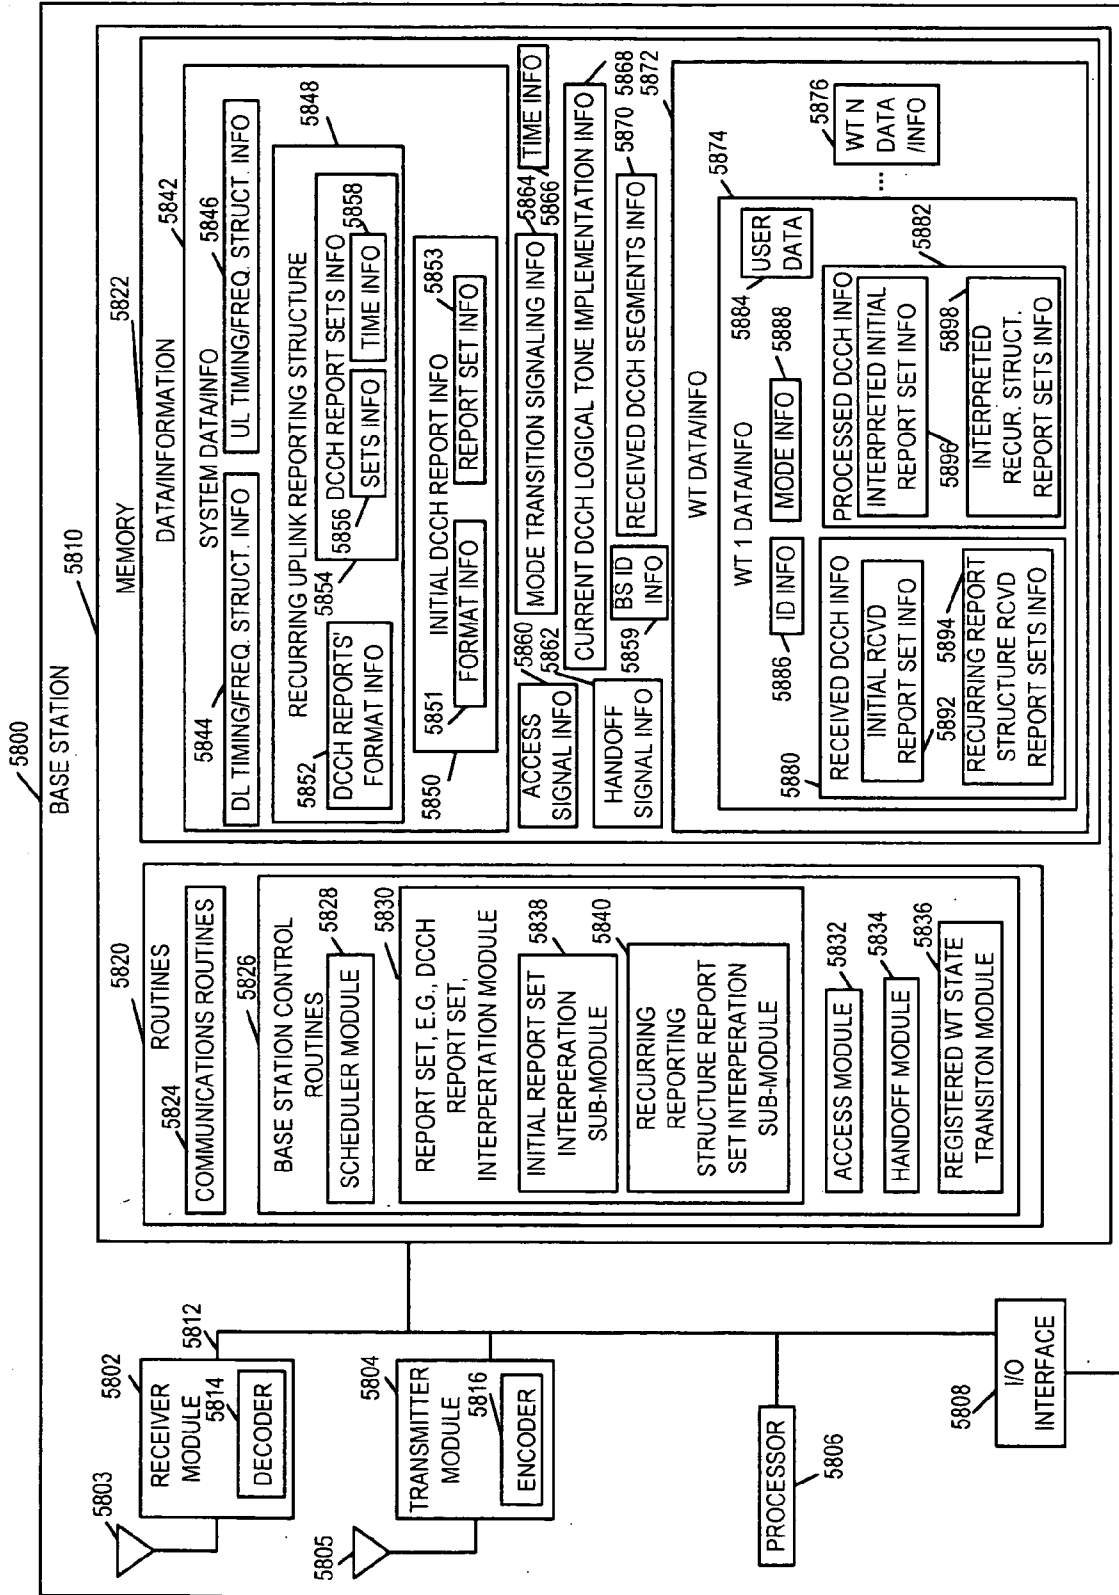 5800
BASE STATION
5803
5802
RECEIVER
MODULE
5814
DECODER
5812
5805
5804
TRANSMITTER
MODULE
5816
ENCODER
PROCESSOR
5806
5808
I/O
INTERFACE
5810
MEMORY
5820
ROUTINES
5824
COMMUNICATIONS ROUTINES
5826
BASE STATION CONTROL
ROUTINES
5828
SCHEDULER MODULE
5830
REPORT SET, E.G., DCCH
REPORT SET,
INTERPERTATION MODULE
5838
INITIAL REPORT SET
INTERPERATION
SUB-MODULE
5840
RECURRING
REPORTING
STRUCTURE REPORT
SET INTERPERATION
SUB-MODULE
5832
ACCESS MODULE
5834
HANDOFF MODULE
5836
REGISTERED WT STATE
TRANSITON MODULE
5822
DATA/INFORMATION
5842
SYSTEM DATA/INFO
5844
DL TIMING/FREQ. STRUCT. INFO
5846
UL TIMING/FREQ. STRUCT. INFO
5848
RECURRING UPLINK REPORTING STRUCTURE
5852
DCCH REPORTS'
FORMAT INFO
5854
DCCH REPORT SETS INFO
5856
SETS INFO
5858
TIME INFO
5850
INITIAL DCCH REPORT INFO
5851
FORMAT INFO
5853
REPORT SET INFO
5860
ACCESS
SIGNAL INFO
5864
MODE TRANSITION SIGNALING INFO
5866
TIME INFO
5862
HANDOFF
SIGNAL INFO
5868
CURRENT DCCH LOGICAL TONE IMPLEMENTATION INFO
5859
BS ID
INFO
5870
RECEIVED DCCH SEGMENTS INFO
5872
WT DATA/INFO
5874
WT 1 DATA/INFO
5876
WT N
DATA
/INFO
...
5884
USER
DATA
5886
ID INFO
5888
MODE INFO
5880
RECEIVED DCCH INFO
INITIAL RCVD
REPORT SET INFO
5892
5894
RECURRING REPORT
STRUCTURE RCVD
REPORT SETS INFO
5882
PROCESSED DCCH INFO
INTERPRETED INITIAL
REPORT SET INFO
5896
5898
INTERPRETED
RECUR. STRUCT.
REPORT SETS INFO